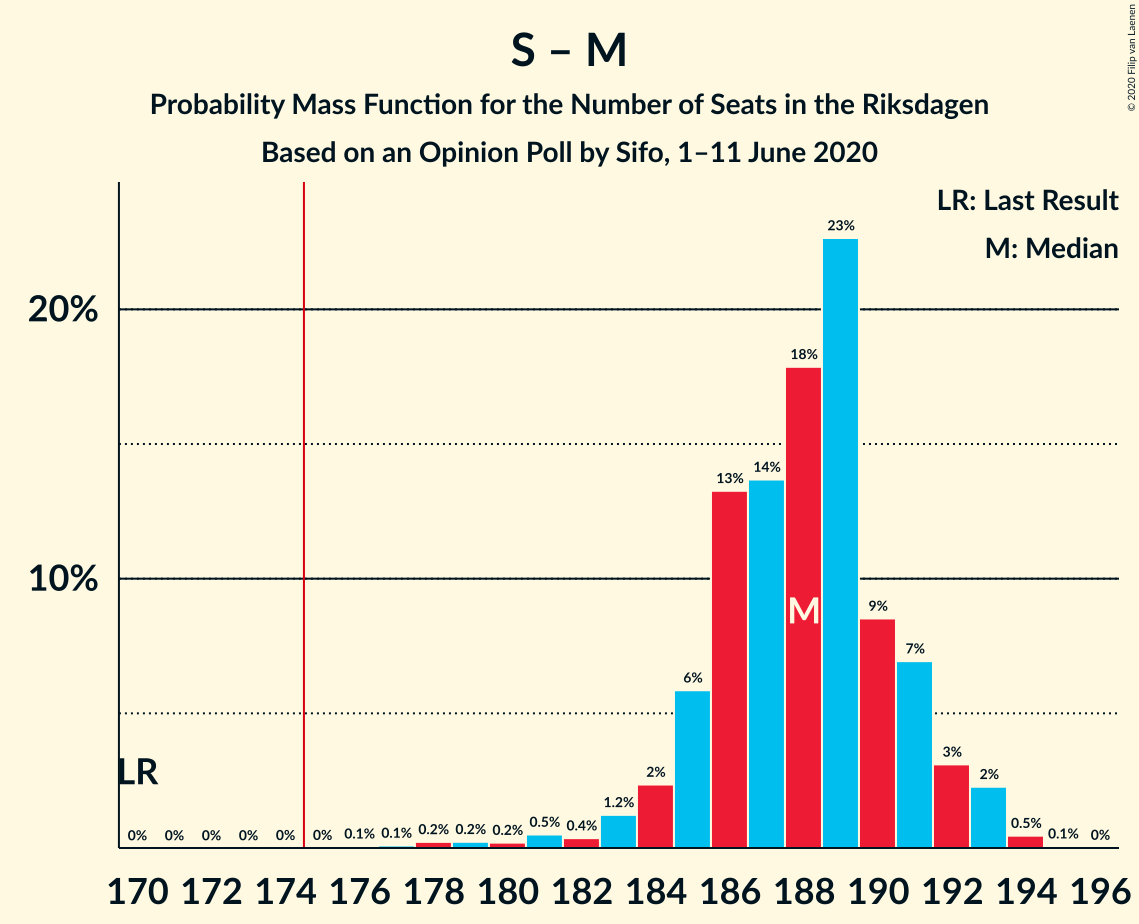 S – M
Probability Mass Function for the Number of Seats in the Riksdagen
Based on an Opinion Poll by Sifo, 1–11 June 2020
© 2020 Filip van Laenen
LR: Last Result
M: Median
20%
10%
LR
M
0% 0% 0% 0% 0% 0% 0.1% 0.1% 0.2% 0.2% 0.2% 0.5% 0.4% 1.2% 2% 6% 13% 14% 18% 23% 9% 7% 3% 2% 0.5% 0.1% 0%
170 172 174 176 178 180 182 184 186 188 190 192 194 196